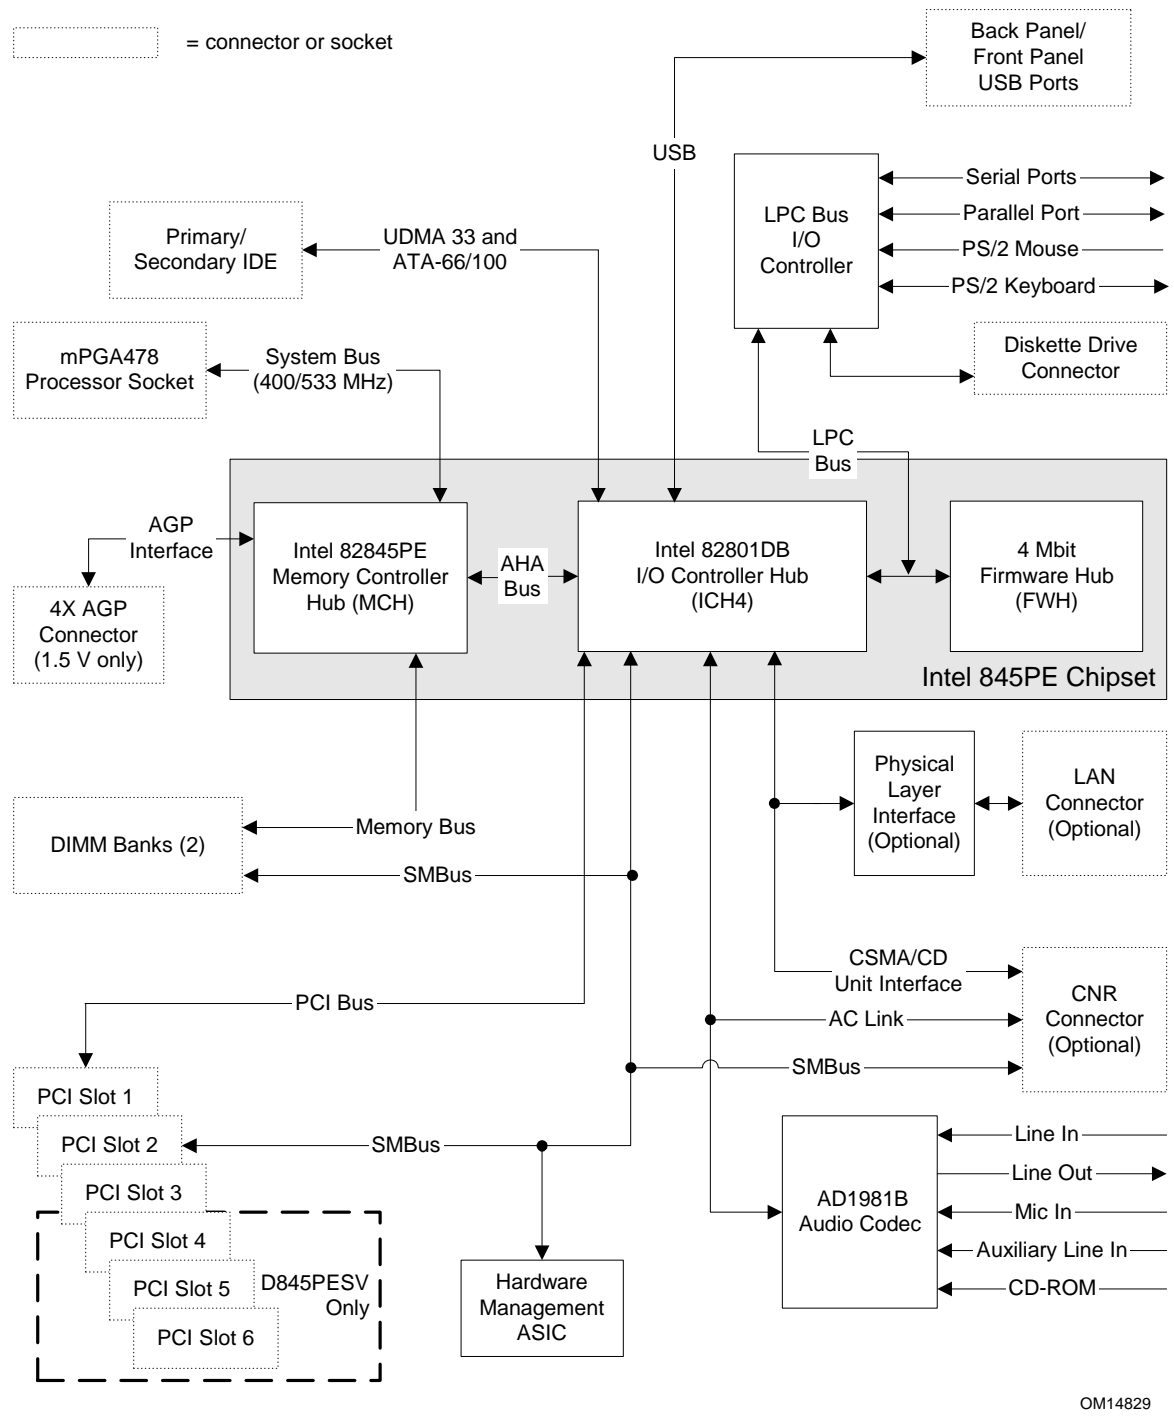 = connector or socket
Back Panel/
Front Panel
USB Ports
USB
LPC Bus
I/O
Controller
Serial Ports
Parallel Port
PS/2 Mouse
PS/2 Keyboard
Primary/
Secondary IDE
UDMA 33 and
ATA-66/100
mPGA478
Processor Socket
System Bus
(400/533 MHz)
Diskette Drive
Connector
LPC
Bus
AGP
Interface
Intel 82845PE
Memory Controller
Hub (MCH)
AHA
Bus
Intel 82801DB
I/O Controller Hub
(ICH4)
4 Mbit
Firmware Hub
(FWH)
4X AGP
Connector
(1.5 V only)
Intel 845PE Chipset
Physical
Layer
Interface
(Optional)
LAN
Connector
(Optional)
DIMM Banks (2)
Memory Bus
SMBus
CSMA/CD
Unit Interface
PCI Bus
AC Link
SMBus
CNR
Connector
(Optional)
PCI Slot 1
PCI Slot 2
SMBus
PCI Slot 3
PCI Slot 4
PCI Slot 5
PCI Slot 6
D845PESV
Only
Hardware
Management
ASIC
AD1981B
Audio Codec
Line In
Line Out
Mic In
Auxiliary Line In
CD-ROM
OM14829